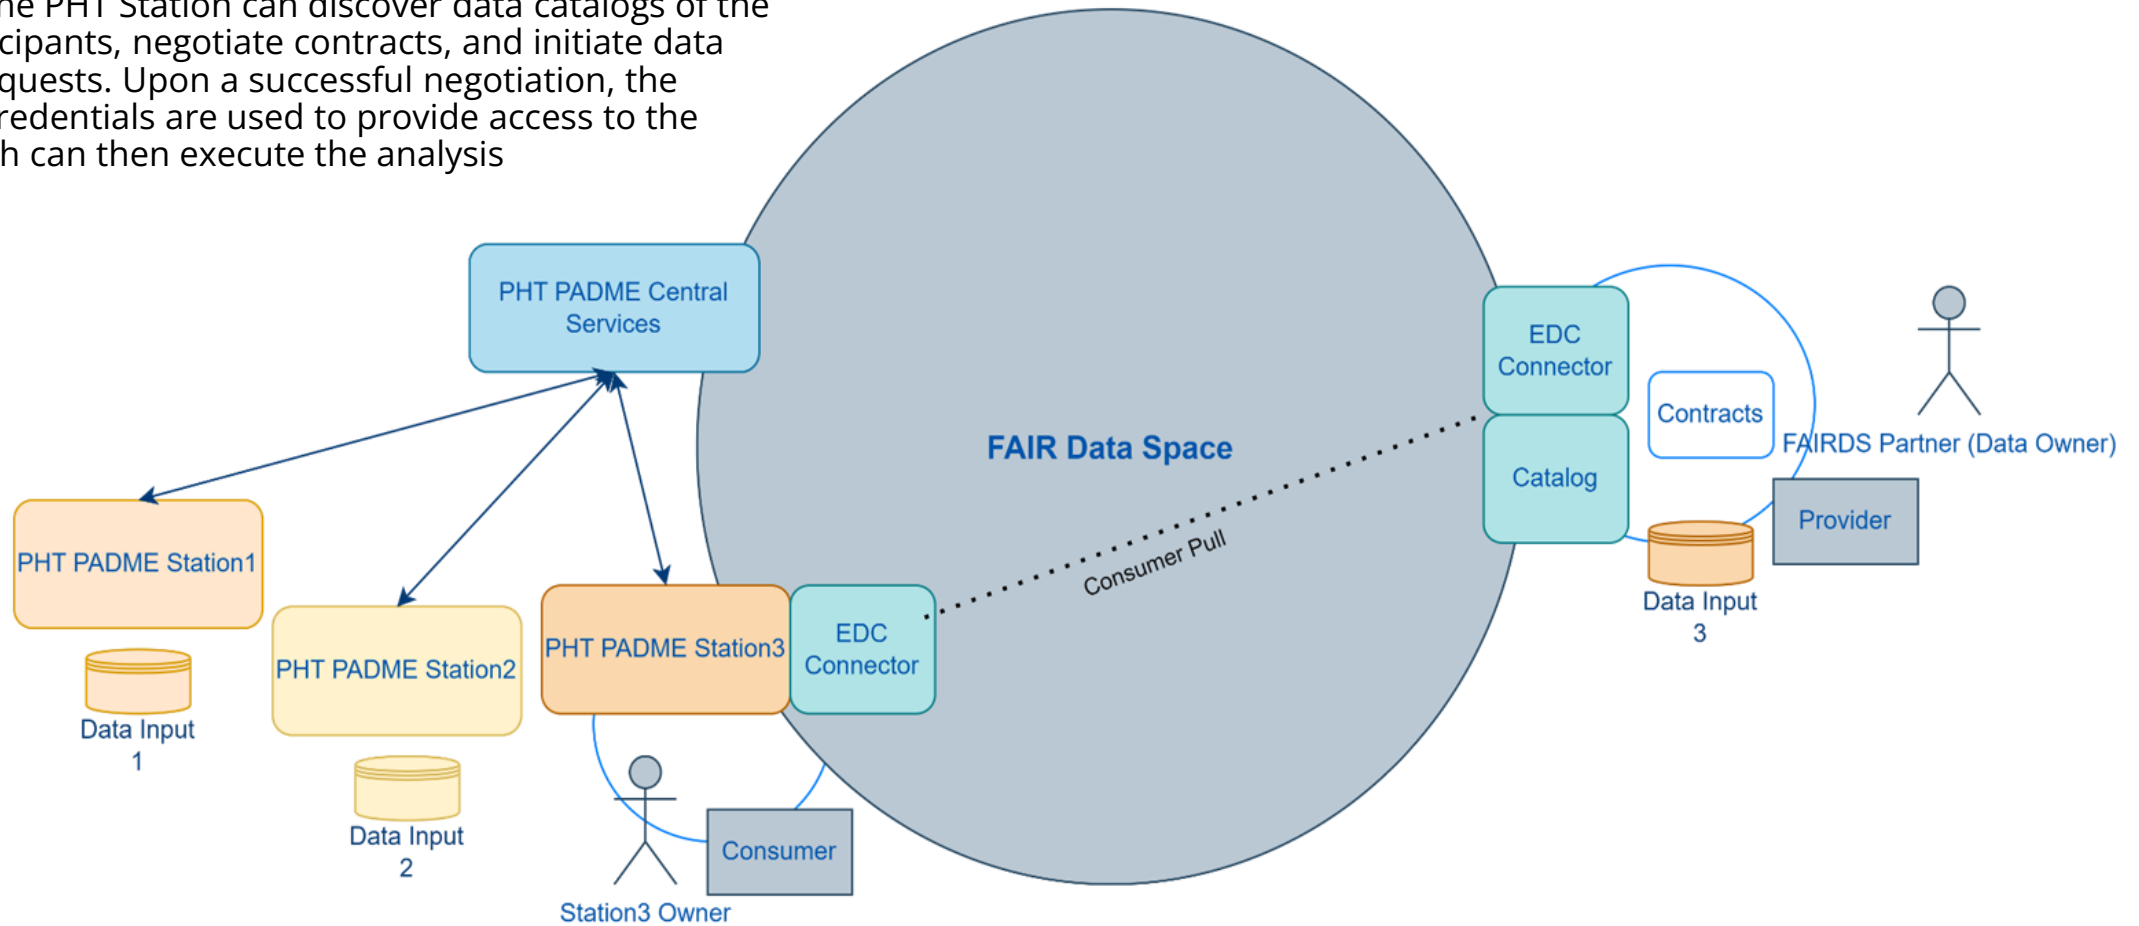 he PHT Station can discover data catalogs of the
cipants, negotiate contracts, and initiate data
quests. Upon a successful negotiation, the
redentials are used to provide access to the
h can then execute the analysis
PHT PADME Central
Services
EDC
Connector
Contracts
FAIRDS Partner (Data Owner)
FAIR Data Space
Catalog
Provider
PHT PADME Station1
Consumer Pull
Data Input
3
PHT PADME Station2
PHT PADME Station3
EDC
Connector
Data Input
1
Data Input
2
Consumer
Station3 Owner